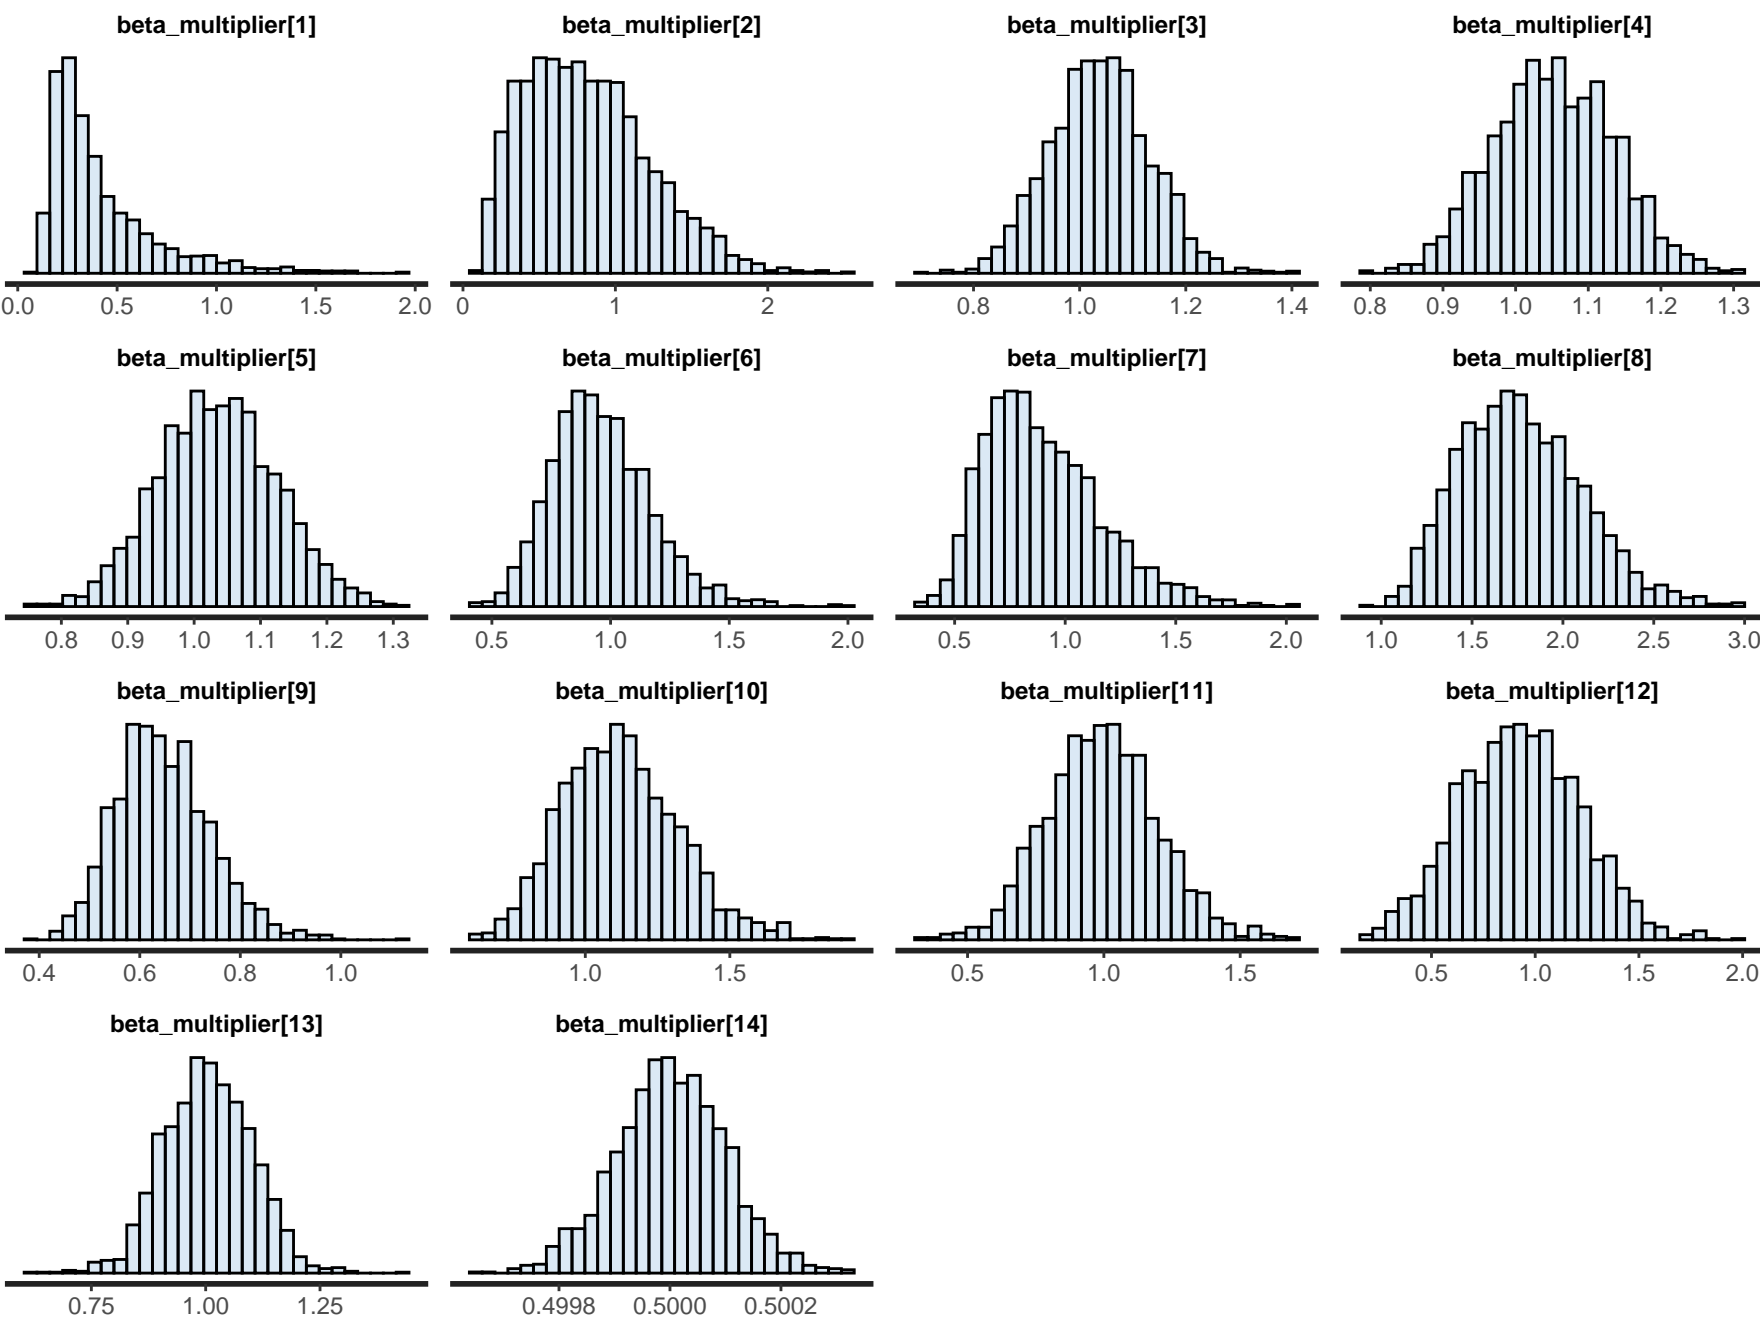 beta_multiplier[1] beta_multiplier[2] beta_multiplier[3] beta_multiplier[4]
0.0 0.5 1.0 1.5 2.0 0 1 2 0.8 1.0 1.2 1.4 0.8 0.9 1.0 1.1 1.2 1.3
beta_multiplier[5] beta_multiplier[6] beta_multiplier[7] beta_multiplier[8]
0.8 0.9 1.0 1.1 1.2 1.3 0.5 1.0 1.5 2.0 0.5 1.0 1.5 2.0 1.0 1.5 2.0 2.5 3.0
beta_multiplier[9] beta_multiplier[10] beta_multiplier[11] beta_multiplier[12]
0.4 0.6 0.8 1.0 1.0 1.5 0.5 1.0 1.5 0.5 1.0 1.5 2.0
beta_multiplier[13] beta_multiplier[14]
0.75 1.00 1.25 0.4998 0.5000 0.5002